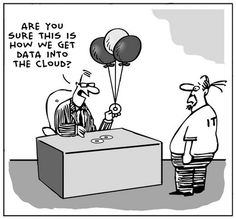 ARE YOU
SURE THIS IS
HOW WE GET
DATA INTO
THE CLOUD?
IT